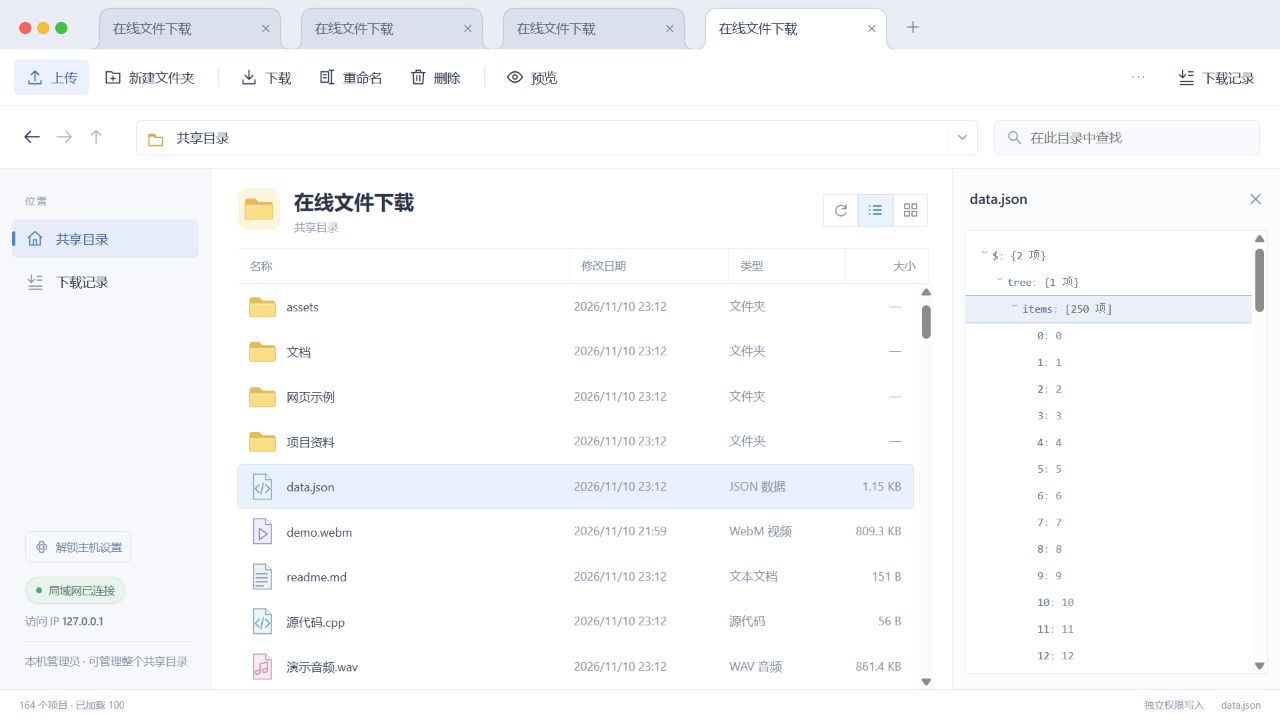 在线文件下载 在线文件下载 在线文件下载 在线文件下载
上传 新建文件夹 下载 重命名 删除 预览 ··· 下载记录
共享目录 在此目录中查找
位置
共享目录
下载记录
解锁主机设置
局域网已连接
访问 IP 127.0.0.1
本机管理员 · 可管理整个共享目录
在线文件下载
共享目录
名称 修改日期 类型 大小
assets 2026/11/10 23:12 文件夹 —
文档 2026/11/10 23:12 文件夹 —
网页示例 2026/11/10 23:12 文件夹 —
项目资料 2026/11/10 23:12 文件夹 —
data.json 2026/11/10 23:12 JSON 数据 1.15 KB
demo.webm 2026/11/10 21:59 WebM 视频 809.3 KB
readme.md 2026/11/10 23:12 文本文档 151 B
源代码.cpp 2026/11/10 23:12 源代码 56 B
演示音频.wav 2026/11/10 23:12 WAV 音频 861.4 KB
data.json
$: {2 项}
tree: {1 项}
items: [250 项]
0: 0
1: 1
2: 2
3: 3
4: 4
5: 5
6: 6
7: 7
8: 8
9: 9
10: 10
11: 11
12: 12
164 个项目 · 已加载 100 独立权限写入 data.json